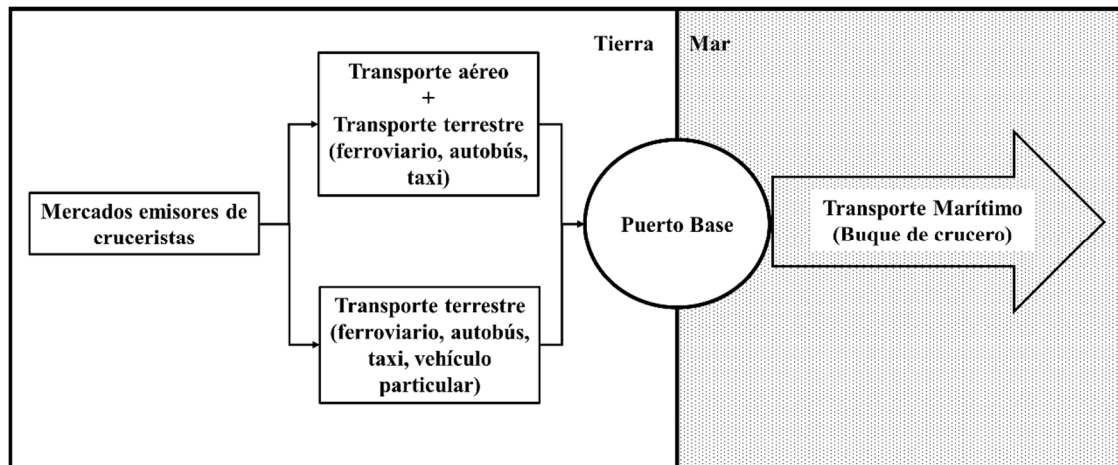 Tierra
Mar
Transporte aéreo
+
Transporte terrestre
(ferroviario, autobús,
taxi)
Mercados emisores de
cruceristas
Puerto Base
Transporte Marítimo
(Buque de crucero)
Transporte terrestre
(ferroviario, autobús,
taxi, vehículo
particular)